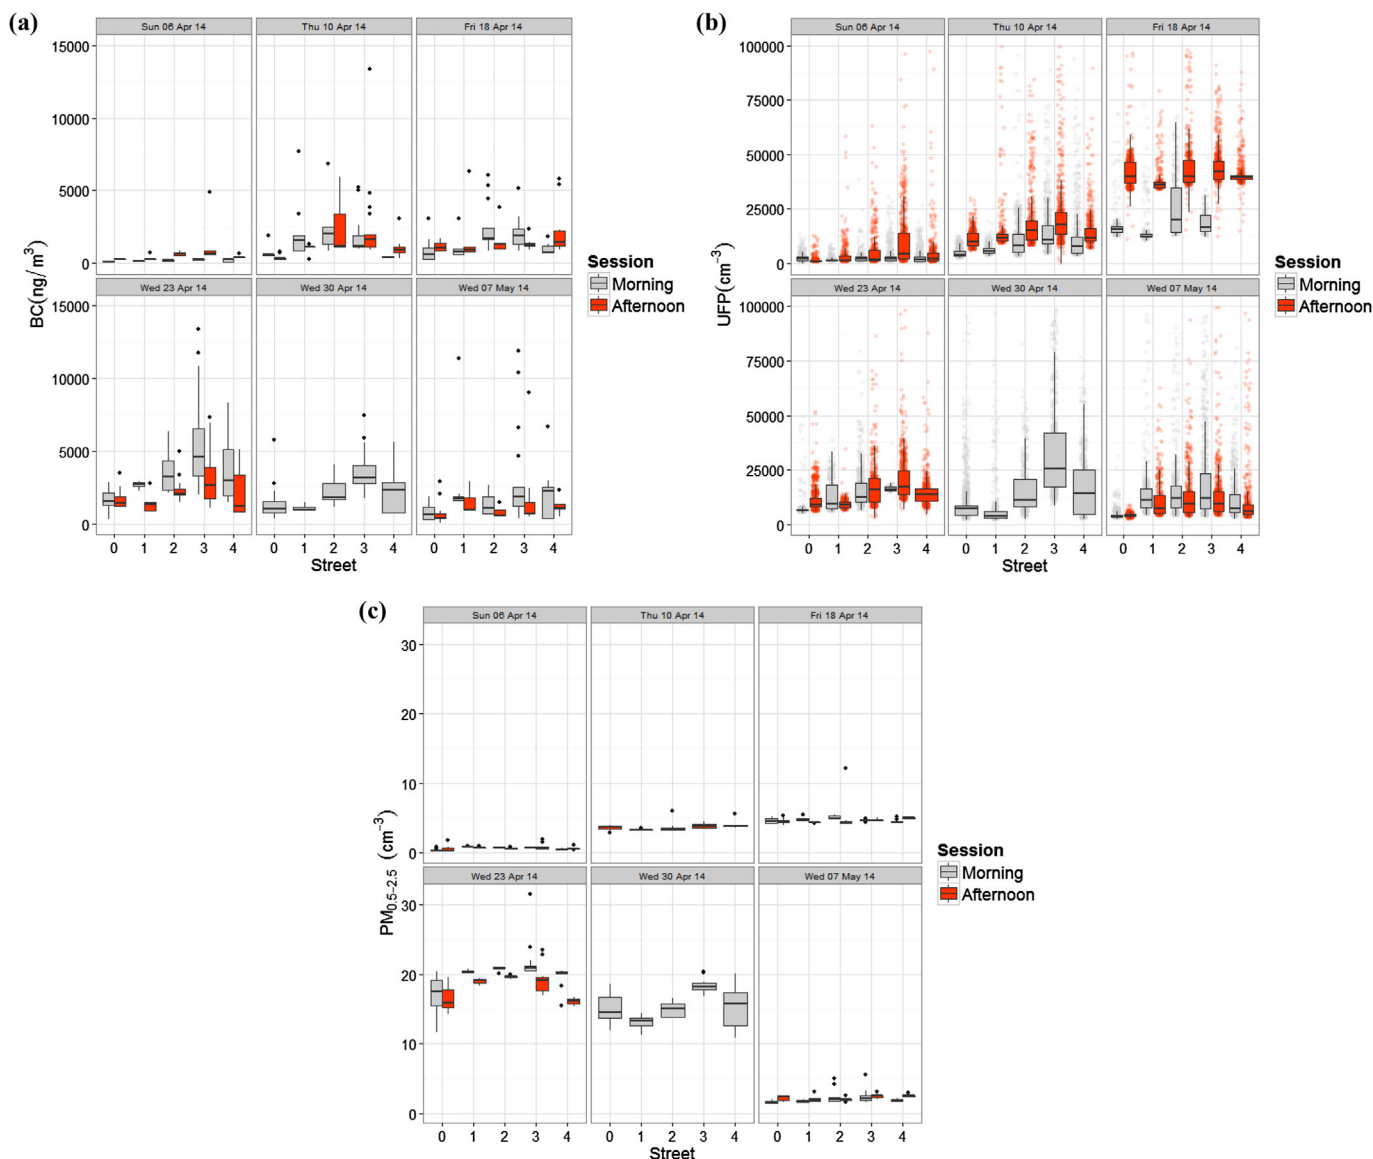 (a)
Sun 06 Apr 14
Thu 10 Apr 14
Fri 18 Apr 14
15000
10000
5000
0
Wed 23 Apr 14
Wed 30 Apr 14
Wed 07 May 14
15000
10000
5000
0
BC(ng/m³)
0 1 2 3 4
0 1 2 3 4
0 1 2 3 4
Street
Session
Morning
Afternoon
(b)
Sun 06 Apr 14
Thu 10 Apr 14
Fri 18 Apr 14
100000
75000
50000
25000
0
Wed 23 Apr 14
Wed 30 Apr 14
Wed 07 May 14
100000
75000
50000
25000
0
UFP(cm⁻³)
0 1 2 3 4
0 1 2 3 4
0 1 2 3 4
Street
Session
Morning
Afternoon
(c)
Sun 06 Apr 14
Thu 10 Apr 14
Fri 18 Apr 14
30
20
10
0
Wed 23 Apr 14
Wed 30 Apr 14
Wed 07 May 14
30
20
10
0
PM0.5−2.5 (cm⁻³)
0 1 2 3 4
0 1 2 3 4
0 1 2 3 4
Street
Session
Morning
Afternoon